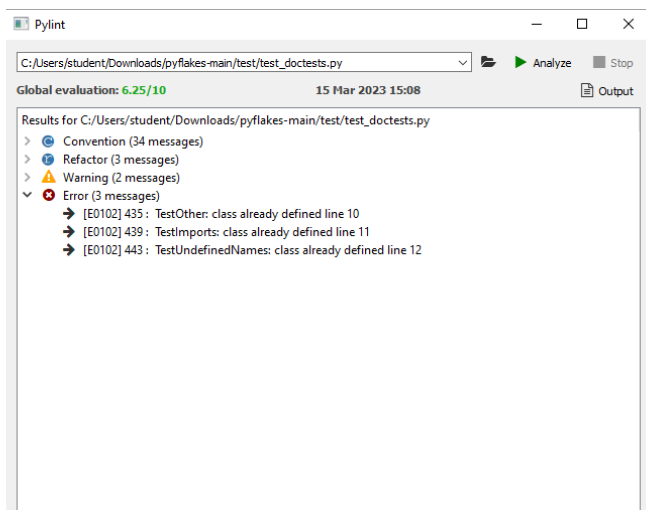 Pylint
C:/Users/student/Downloads/pyflakes-main/test/test_doctests.py
Analyze
Stop
Global evaluation: 6.25/10
15 Mar 2023 15:08
Output
Results for C:/Users/student/Downloads/pyflakes-main/test/test_doctests.py
Convention (34 messages)
Refactor (3 messages)
Warning (2 messages)
Error (3 messages)
[E0102] 435 : TestOther: class already defined line 10
[E0102] 439 : TestImports: class already defined line 11
[E0102] 443 : TestUndefinedNames: class already defined line 12